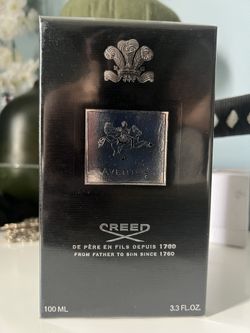 AVENTUS
CREED
DE PÈRE EN FILS DEPUIS 1760
FROM FATHER TO SON SINCE 1760
100 ML
3.3 FL.OZ.